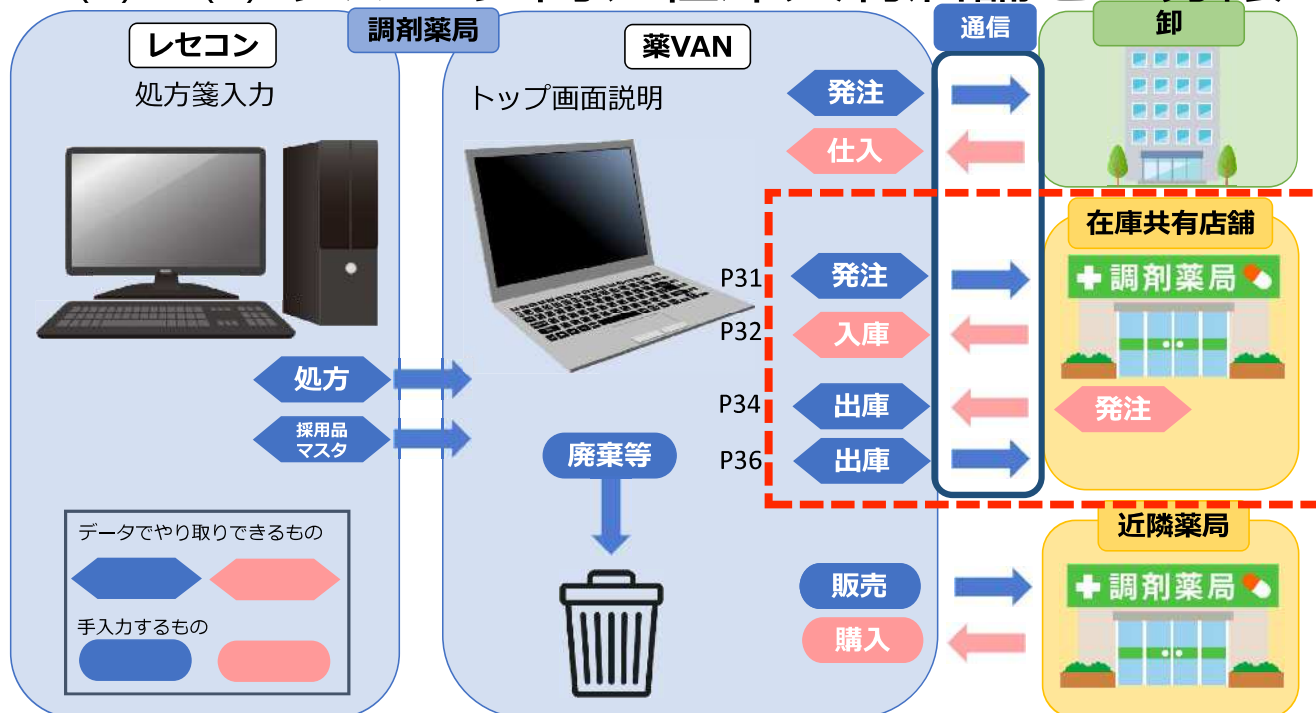 調剤薬局
レセコン
処方箋入力
薬VAN
トップ画面説明
通信
卸
発注
仕入
在庫共有店舗
調剤薬局
P31
発注
P32
入庫
P34
出庫
発注
P36
出庫
処方
採用品
マスタ
廃棄等
データでやり取りできるもの
手入力するもの
近隣薬局
調剤薬局
販売
購入